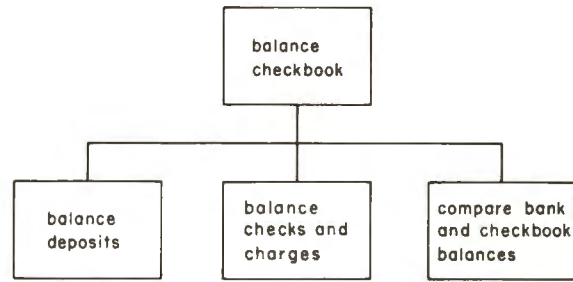 balance
checkbook
balance
deposits
balance
checks and
charges
compare bank
and checkbook
balances